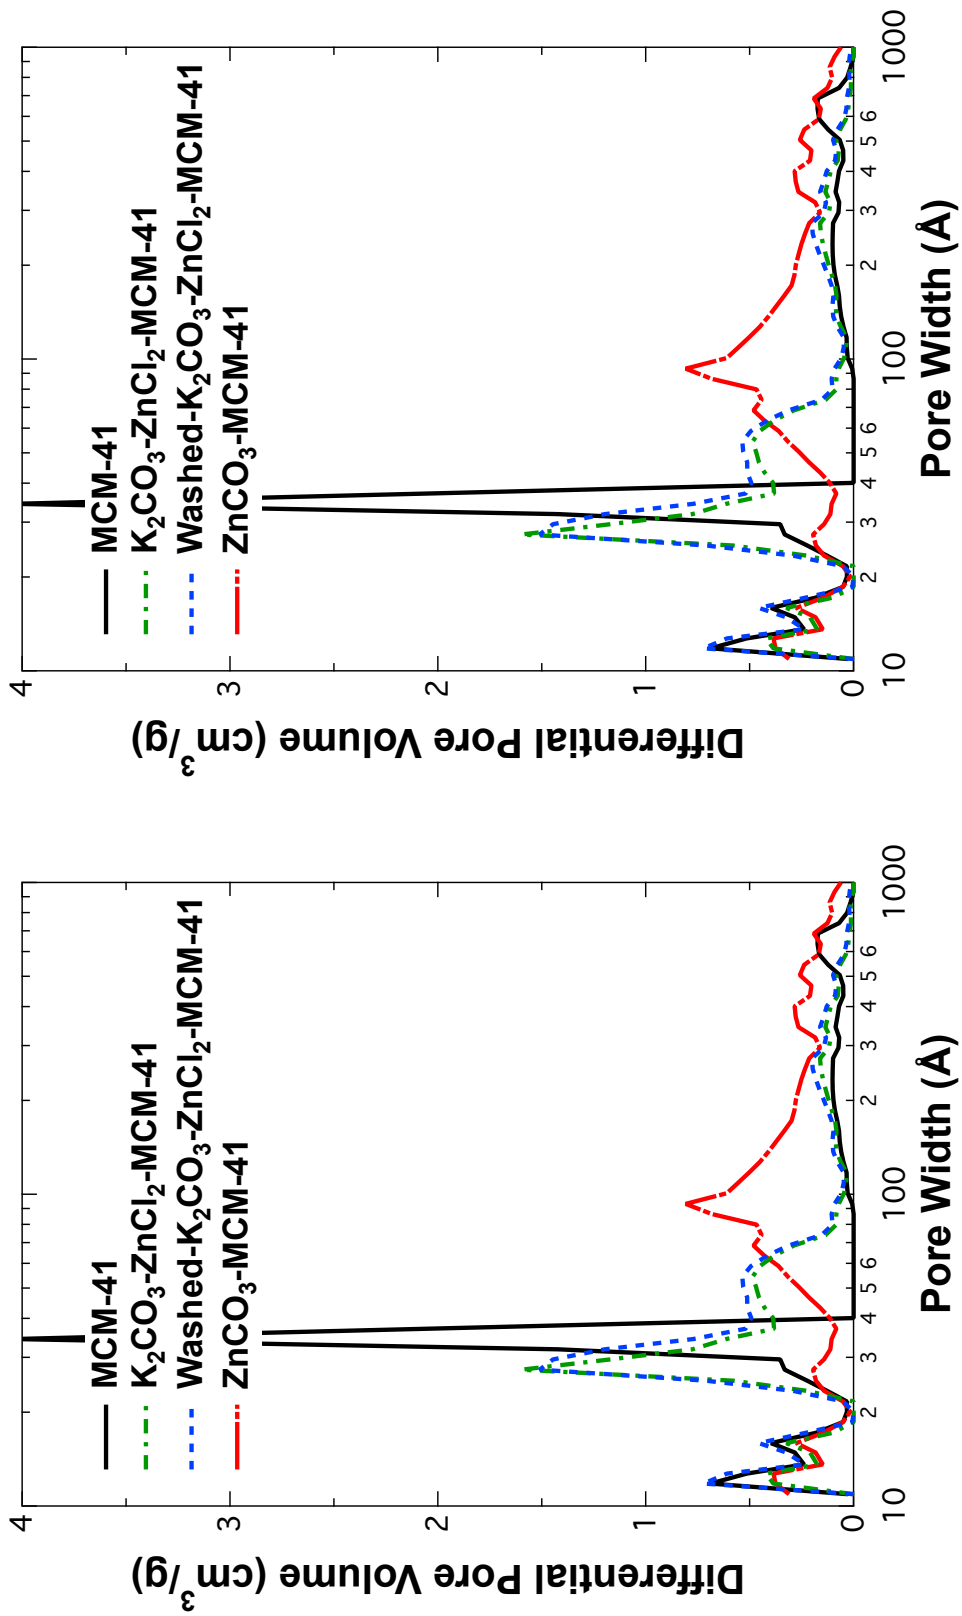 Differential Pore Volume (cm³/g)
4
3
2
1
0
MCM-41
K₂CO₃-ZnCl₂-MCM-41
Washed-K₂CO₃-ZnCl₂-MCM-41
ZnCO₃-MCM-41
10 2 3 4 5 6 100 2 3 4 5 6 1000
Pore Width (Å)
Differential Pore Volume (cm³/g)
4
3
2
1
0
MCM-41
K₂CO₃-ZnCl₂-MCM-41
Washed-K₂CO₃-ZnCl₂-MCM-41
ZnCO₃-MCM-41
10 2 3 4 5 6 100 2 3 4 5 6 1000
Pore Width (Å)